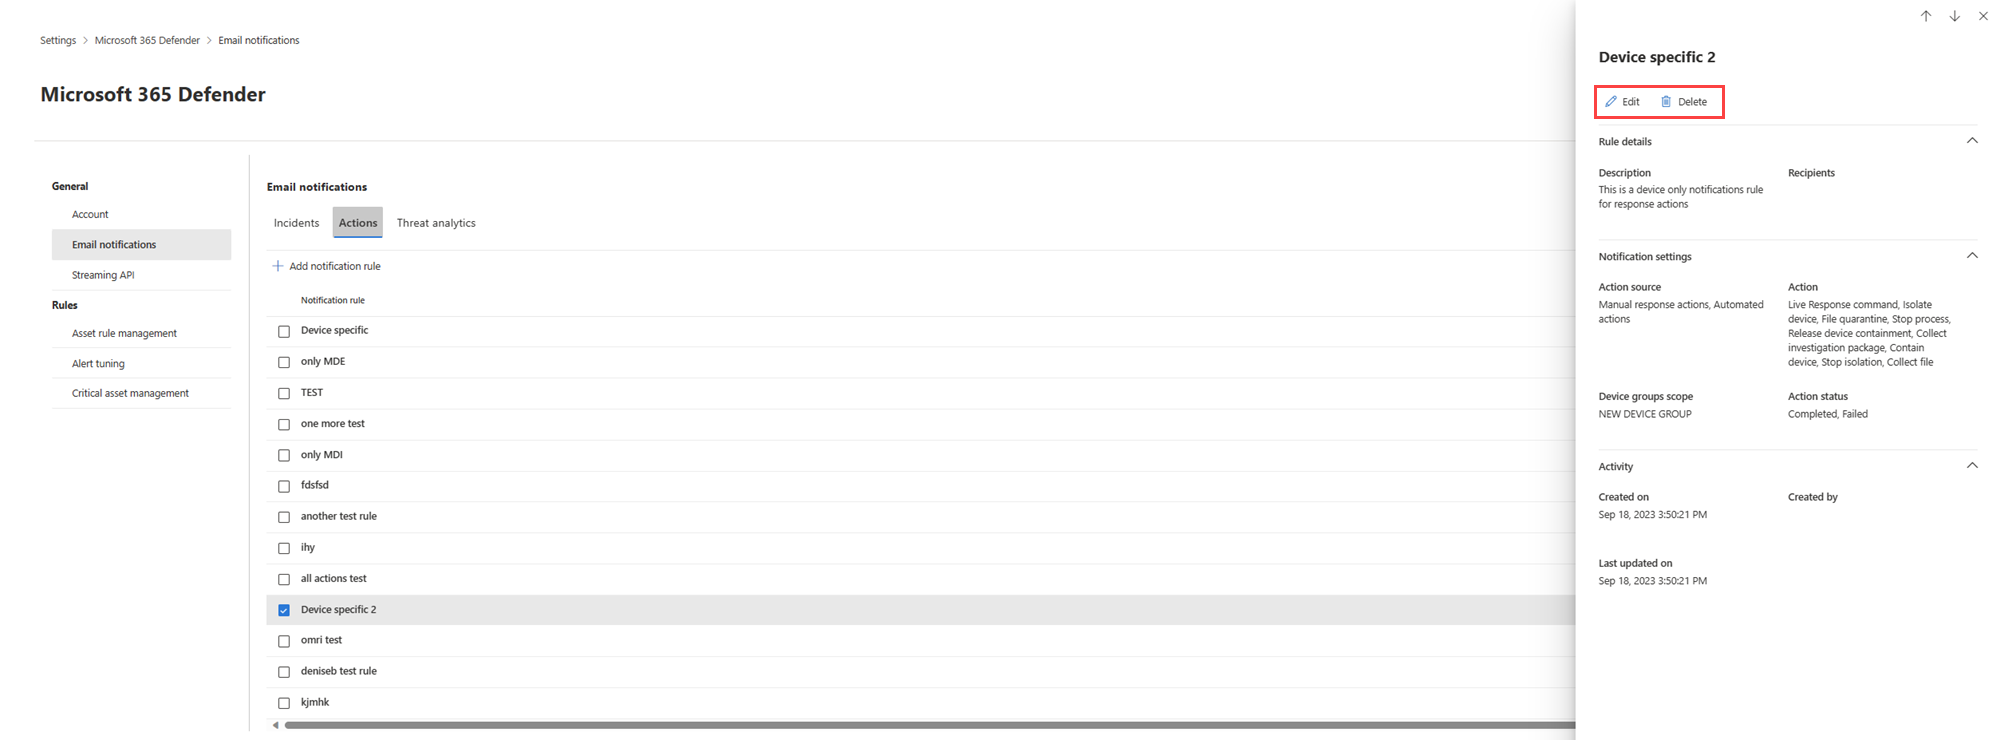 Settings > Microsoft 365 Defender > Email notifications
Microsoft 365 Defender
General
Account
Email notifications
Streaming API
Rules
Asset rule management
Alert tuning
Critical asset management
Email notifications
Incidents Actions Threat analytics
+ Add notification rule
Notification rule
Device specific
only MDE
TEST
one more test
only MDI
fdsfsd
another test rule
ihy
all actions test
Device specific 2
omri test
deniseb test rule
kjmhk
Device specific 2
Edit Delete
Rule details
Description
This is a device only notifications rule
for response actions
Recipients
Notification settings
Action source
Manual response actions, Automated
actions
Action
Live Response command, Isolate
device, File quarantine, Stop process,
Release device containment, Collect
investigation package, Contain
device, Stop isolation, Collect file
Device groups scope
NEW DEVICE GROUP
Action status
Completed, Failed
Activity
Created on
Sep 18, 2023 3:50:21 PM
Created by
Last updated on
Sep 18, 2023 3:50:21 PM